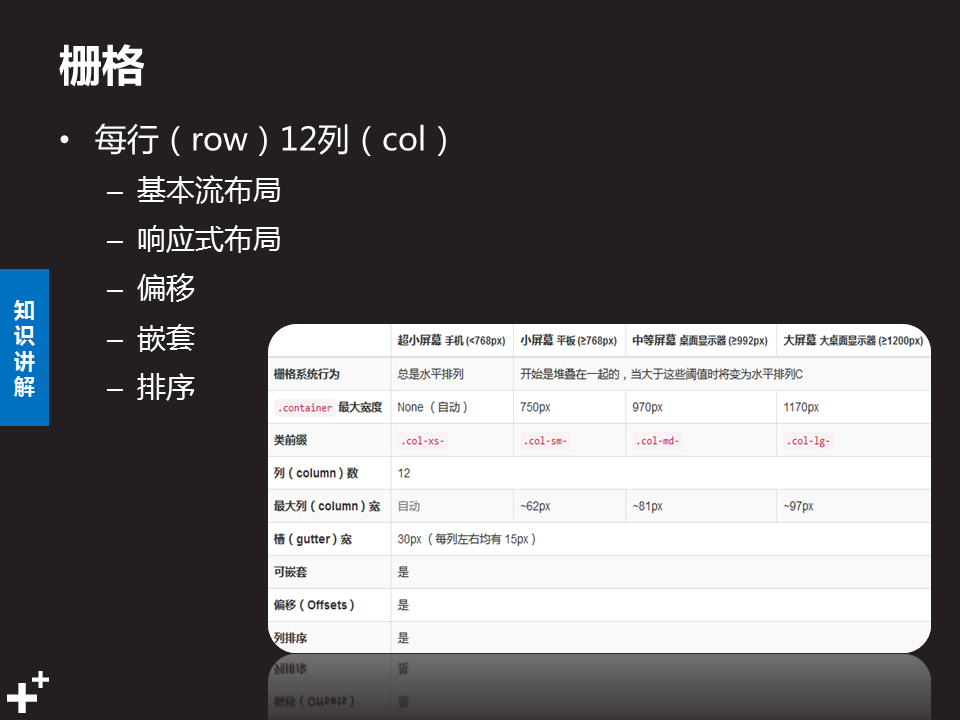 栅格
• 每行（row）12列（col）
– 基本流布局
– 响应式布局
– 偏移
– 嵌套
– 排序
知识讲解
超小屏幕 手机 (<768px) 小屏幕 平板 (≥768px) 中等屏幕 桌面显示器 (≥992px) 大屏幕 大桌面显示器 (≥1200px)
栅格系统行为 总是水平排列 开始是堆叠在一起的，当大于这些阈值时将变为水平排列C
.container 最大宽度 None （自动） 750px 970px 1170px
类前缀 .col-xs- .col-sm- .col-md- .col-lg-
列（column）数 12
最大列（column）宽 自动 ~62px ~81px ~97px
槽（gutter）宽 30px （每列左右均有 15px）
可嵌套 是
偏移（Offsets） 是
列排序 是